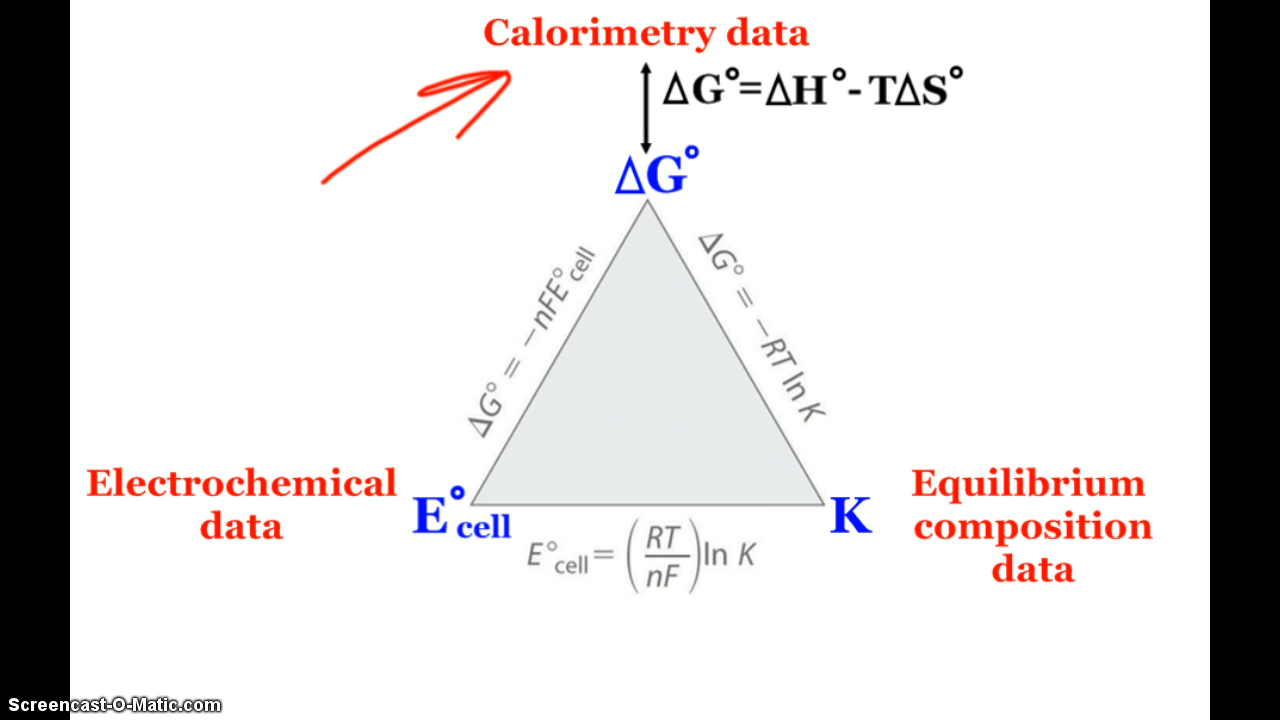 Calorimetry data
ΔG°=ΔH°-TΔS°
ΔG°
ΔG° = −nFE°cell
ΔG° = −RT ln K
Electrochemical
data
E°cell
K
Equilibrium
composition
data
E°cell = (RT/nF) ln K
Screencast-O-Matic.com